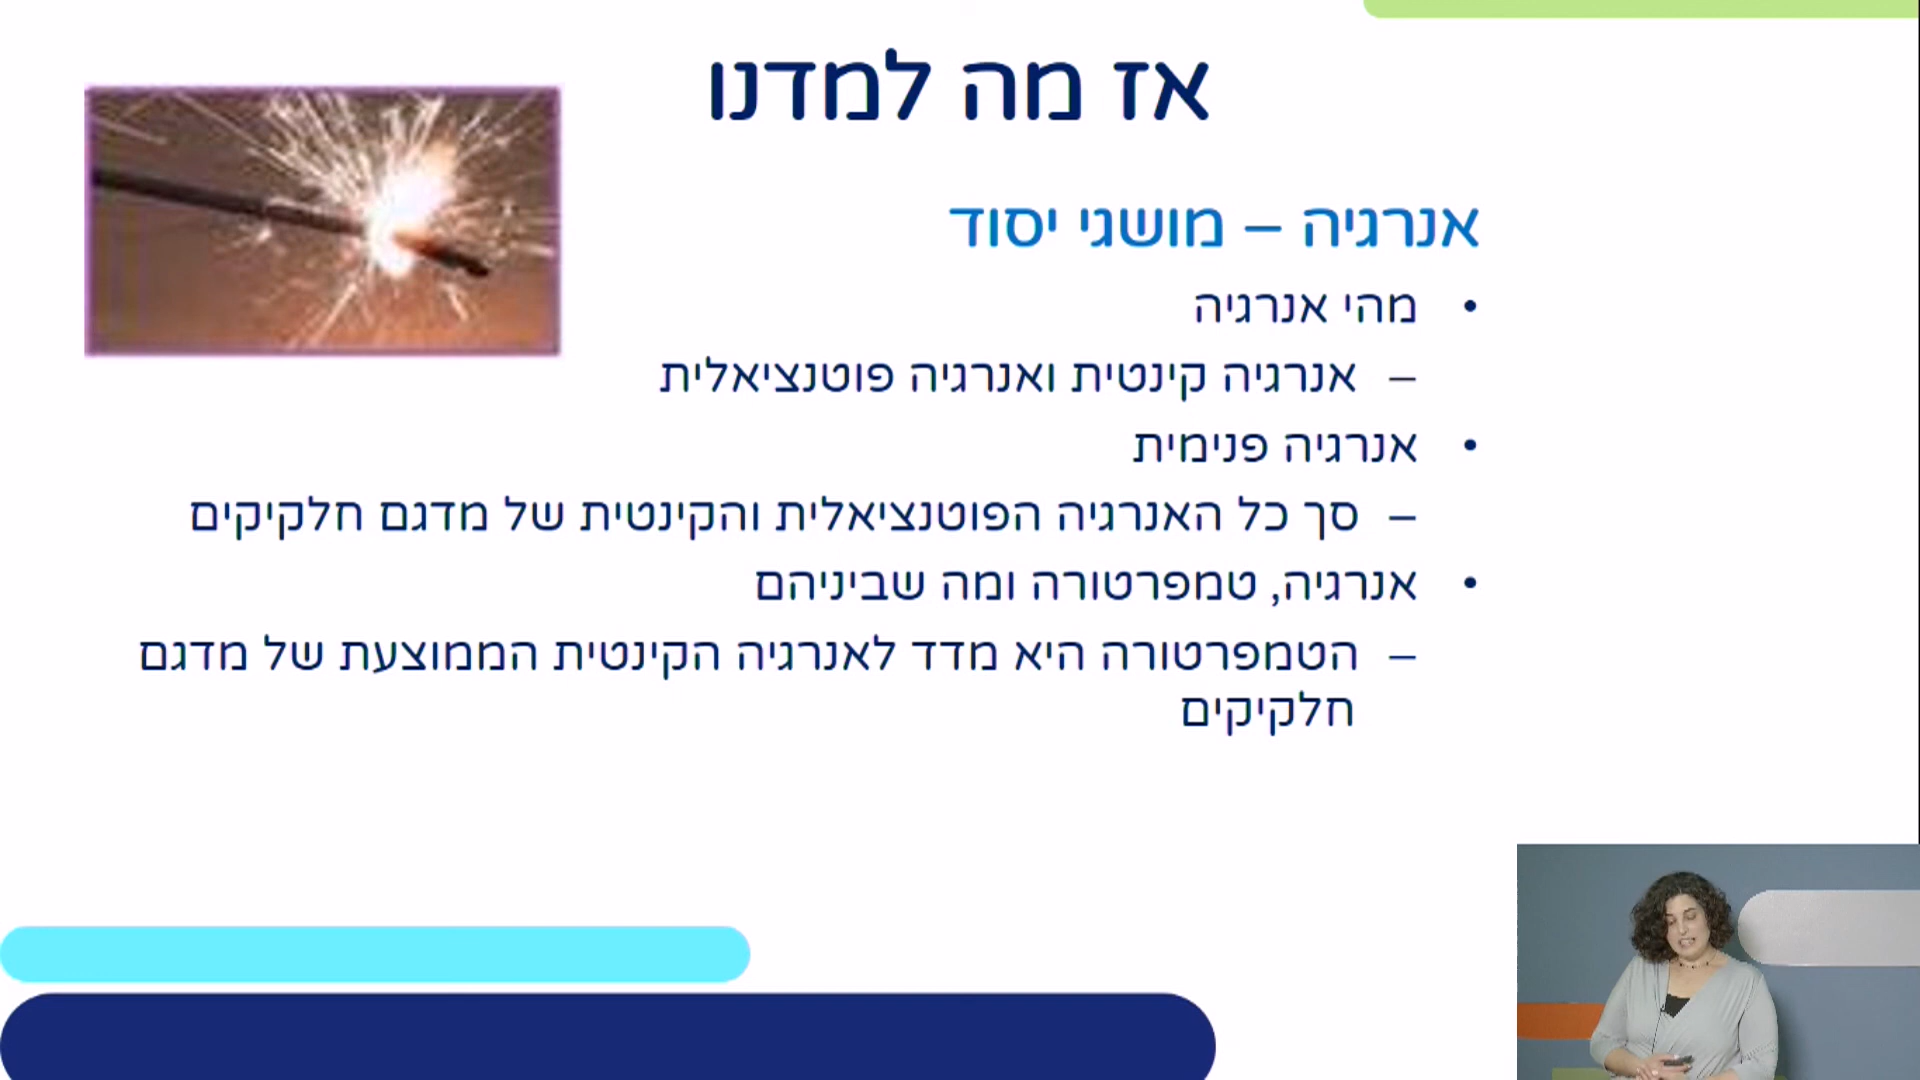 אז מה למדנו
אנרגיה – מושגי יסוד
• מהי אנרגיה
– אנרגיה קינטית ואנרגיה פוטנציאלית
• אנרגיה פנימית
– סך כל האנרגיה הפוטנציאלית והקינטית של מדגם חלקיקים
• אנרגיה, טמפרטורה ומה שביניהם
– הטמפרטורה היא מדד לאנרגיה הקינטית הממוצעת של מדגם
חלקיקים